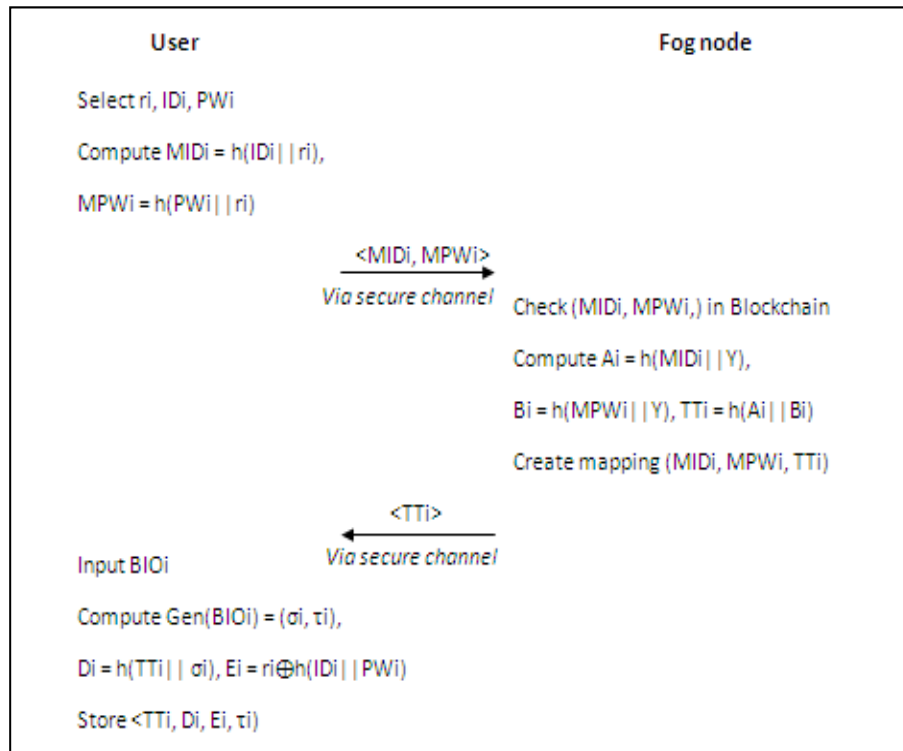 User
Fog node
Select ri, IDi, PWi
Compute MIDi = h(IDi||ri),
MPWi = h(PWi||ri)
<MIDi, MPWi>
Via secure channel
Check (MIDi, MPWi,) in Blockchain
Compute Ai = h(MIDi||Y),
Bi = h(MPWi||Y), TTi = h(Ai||Bi)
Create mapping (MIDi, MPWi, TTi)
<TTi>
Via secure channel
Input BIOi
Compute Gen(BIOi) = (σi, τi),
Di = h(TTi|| σi), Ei = ri⊕h(IDi||PWi)
Store <TTi, Di, Ei, τi)